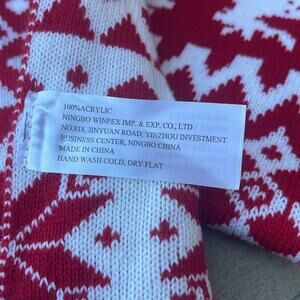 100%ACRYLIC
NINGBO WINPEX IMP. & EXP. CO., LTD
NO.818, JINYUAN ROAD, YINZHOU INVESTMENT
BUSINESS CENTER, NINGBO CHINA
MADE IN CHINA
HAND WASH COLD, DRY FLAT